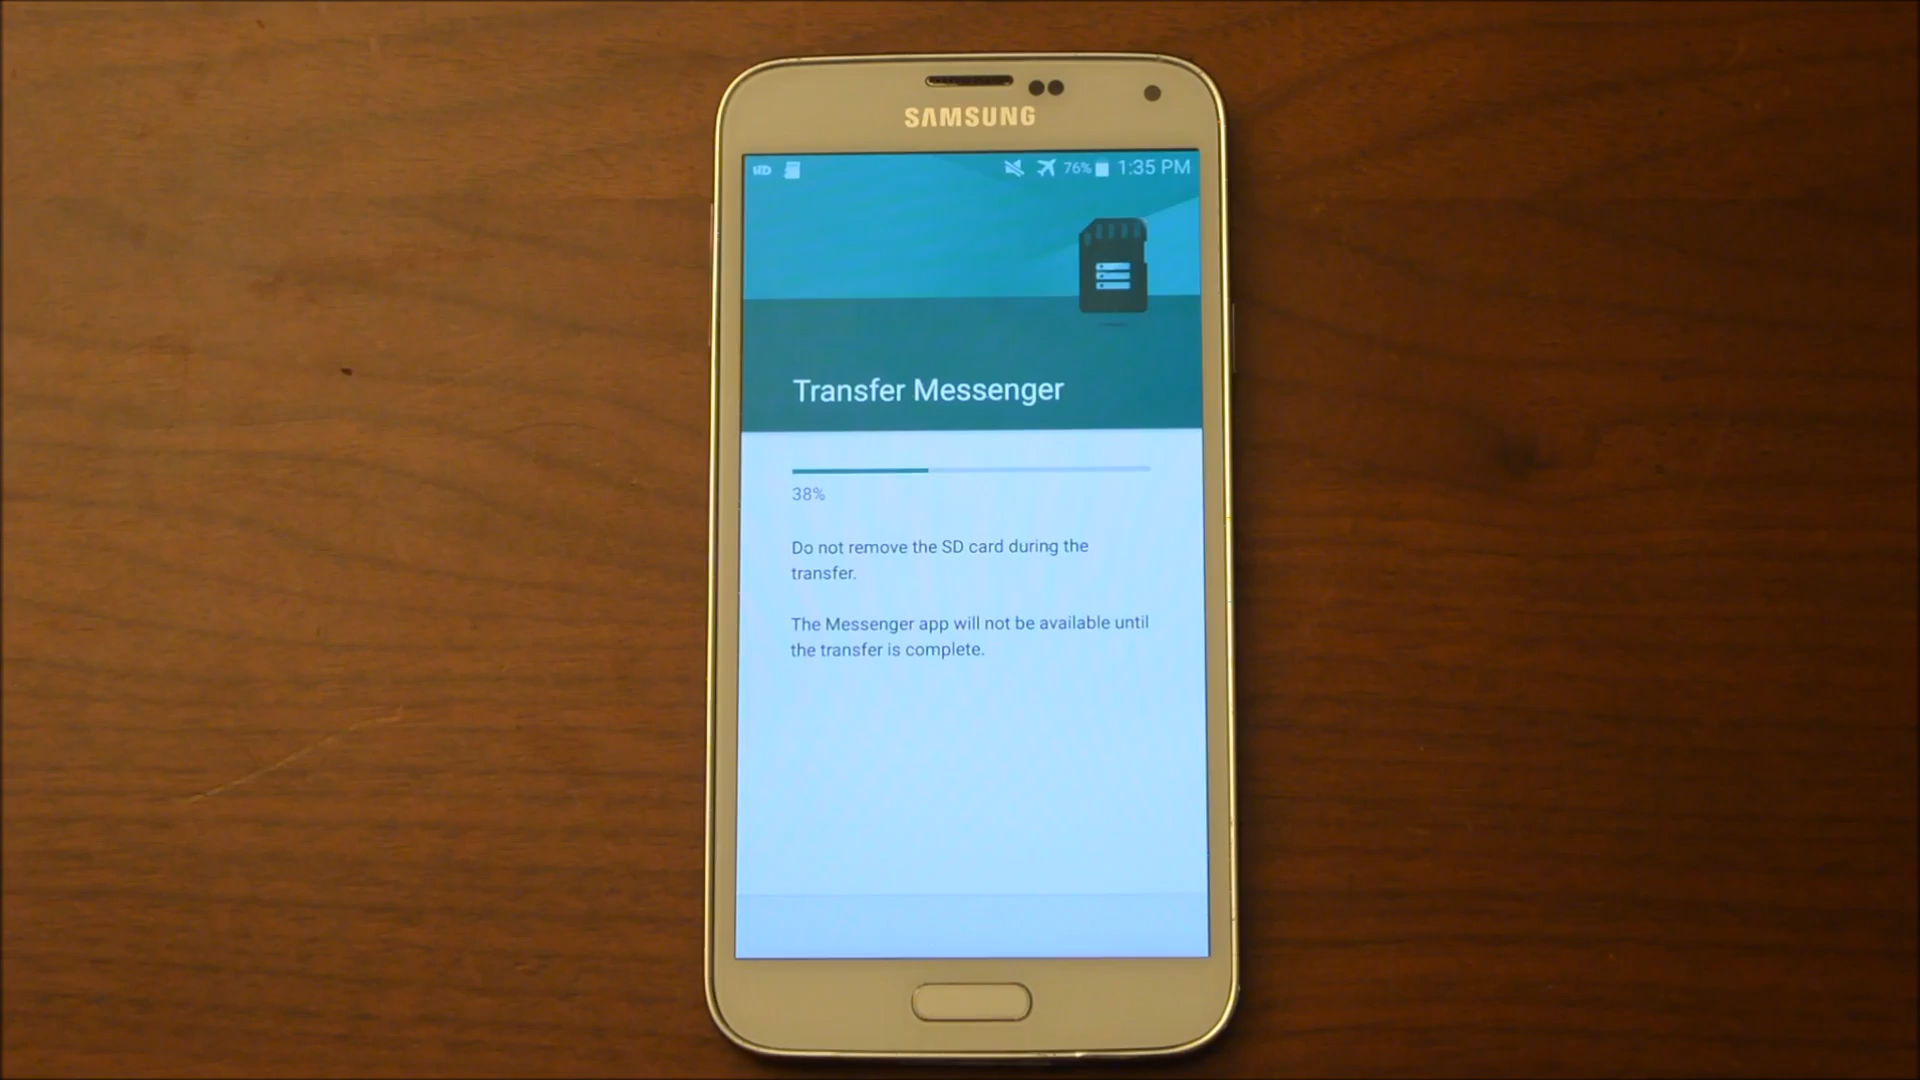 SAMSUNG
HD 76% 1:35 PM
Transfer Messenger
38%
Do not remove the SD card during the
transfer.
The Messenger app will not be available until
the transfer is complete.